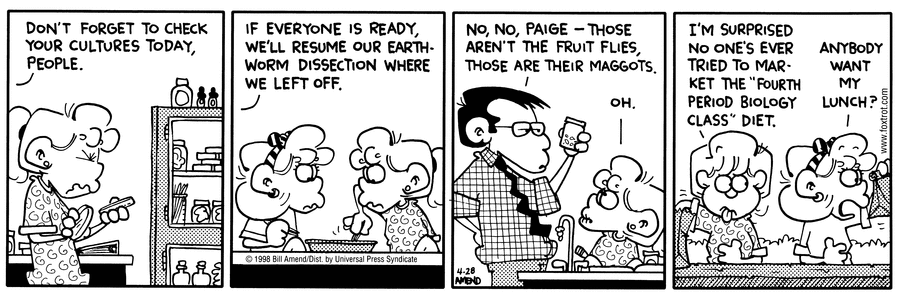 DON'T FORGET TO CHECK
YOUR CULTURES TODAY,
PEOPLE.
IF EVERYONE IS READY,
WE'LL RESUME OUR EARTH-
WORM DISSECTION WHERE
WE LEFT OFF.
© 1998 Bill Amend/Dist. by Universal Press Syndicate
NO, NO, PAIGE – THOSE
AREN'T THE FRUIT FLIES,
THOSE ARE THEIR MAGGOTS.
OH.
4-28
AMEND
I'M SURPRISED
NO ONE'S EVER
TRIED TO MAR-
KET THE "FOURTH
PERIOD BIOLOGY
CLASS" DIET.
ANYBODY
WANT
MY
LUNCH?
www.foxtrot.com